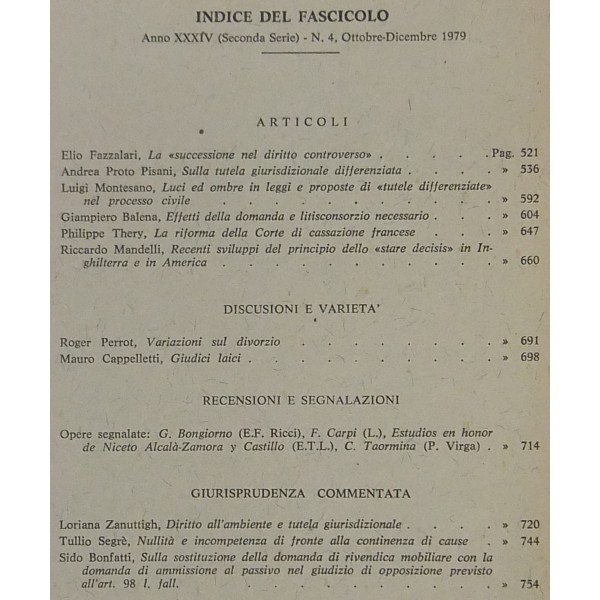 INDICE DEL FASCICOLO
Anno XXXIV (Seconda Serie) - N. 4, Ottobre-Dicembre 1979
ARTICOLI
Elio Fazzalari, La «successione nel diritto controverso» . . . . . Pag. 521
Andrea Proto Pisani, Sulla tutela giurisdizionale differenziata . . . . » 536
Luigi Montesano, Luci ed ombre in leggi e proposte di «tutele differenziate»
nel processo civile . . . . . . . . . . . » 592
Giampiero Balena, Effetti della domanda e litisconsorzio necessario . . . » 604
Philippe Thery, La riforma della Corte di cassazione francese . . . » 647
Riccardo Mandelli, Recenti sviluppi del principio dello «stare decisis» in In-
ghilterra e in America . . . . . . . . . . . » 660
DISCUSIONI E VARIETA'
Roger Perrot, Variazioni sul divorzio . . . . . . . » 691
Mauro Cappelletti, Giudici laici . . . . . . . . » 698
RECENSIONI E SEGNALAZIONI
Opere segnalate: G. Bongiorno (E.F. Ricci), F. Carpi (L.), Estudios en honor
de Niceto Alcalà-Zamora y Castillo (E.T.L.), C. Taormina (P. Virga) . » 714
GIURISPRUDENZA COMMENTATA
Loriana Zanuttigh, Diritto all'ambiente e tutela giurisdizionale . . . . » 720
Tullio Segrè, Nullità e incompetenza di fronte alla continenza di cause . . » 744
Sido Bonfatti, Sulla sostituzione della domanda di rivendica mobiliare con la
domanda di ammissione al passivo nel giudizio di opposizione previsto
all'art. 98 l. fall. . . . . . . . . . » 754